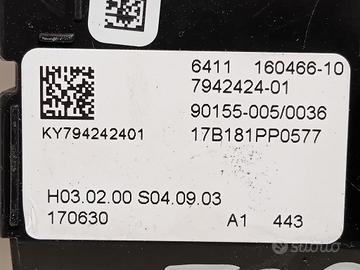 6411 160466-10
7942424-01
90155-005/0036
KY794242401 17B181PP0577
H03.02.00 S04.09.03
170630 A1 443
subito